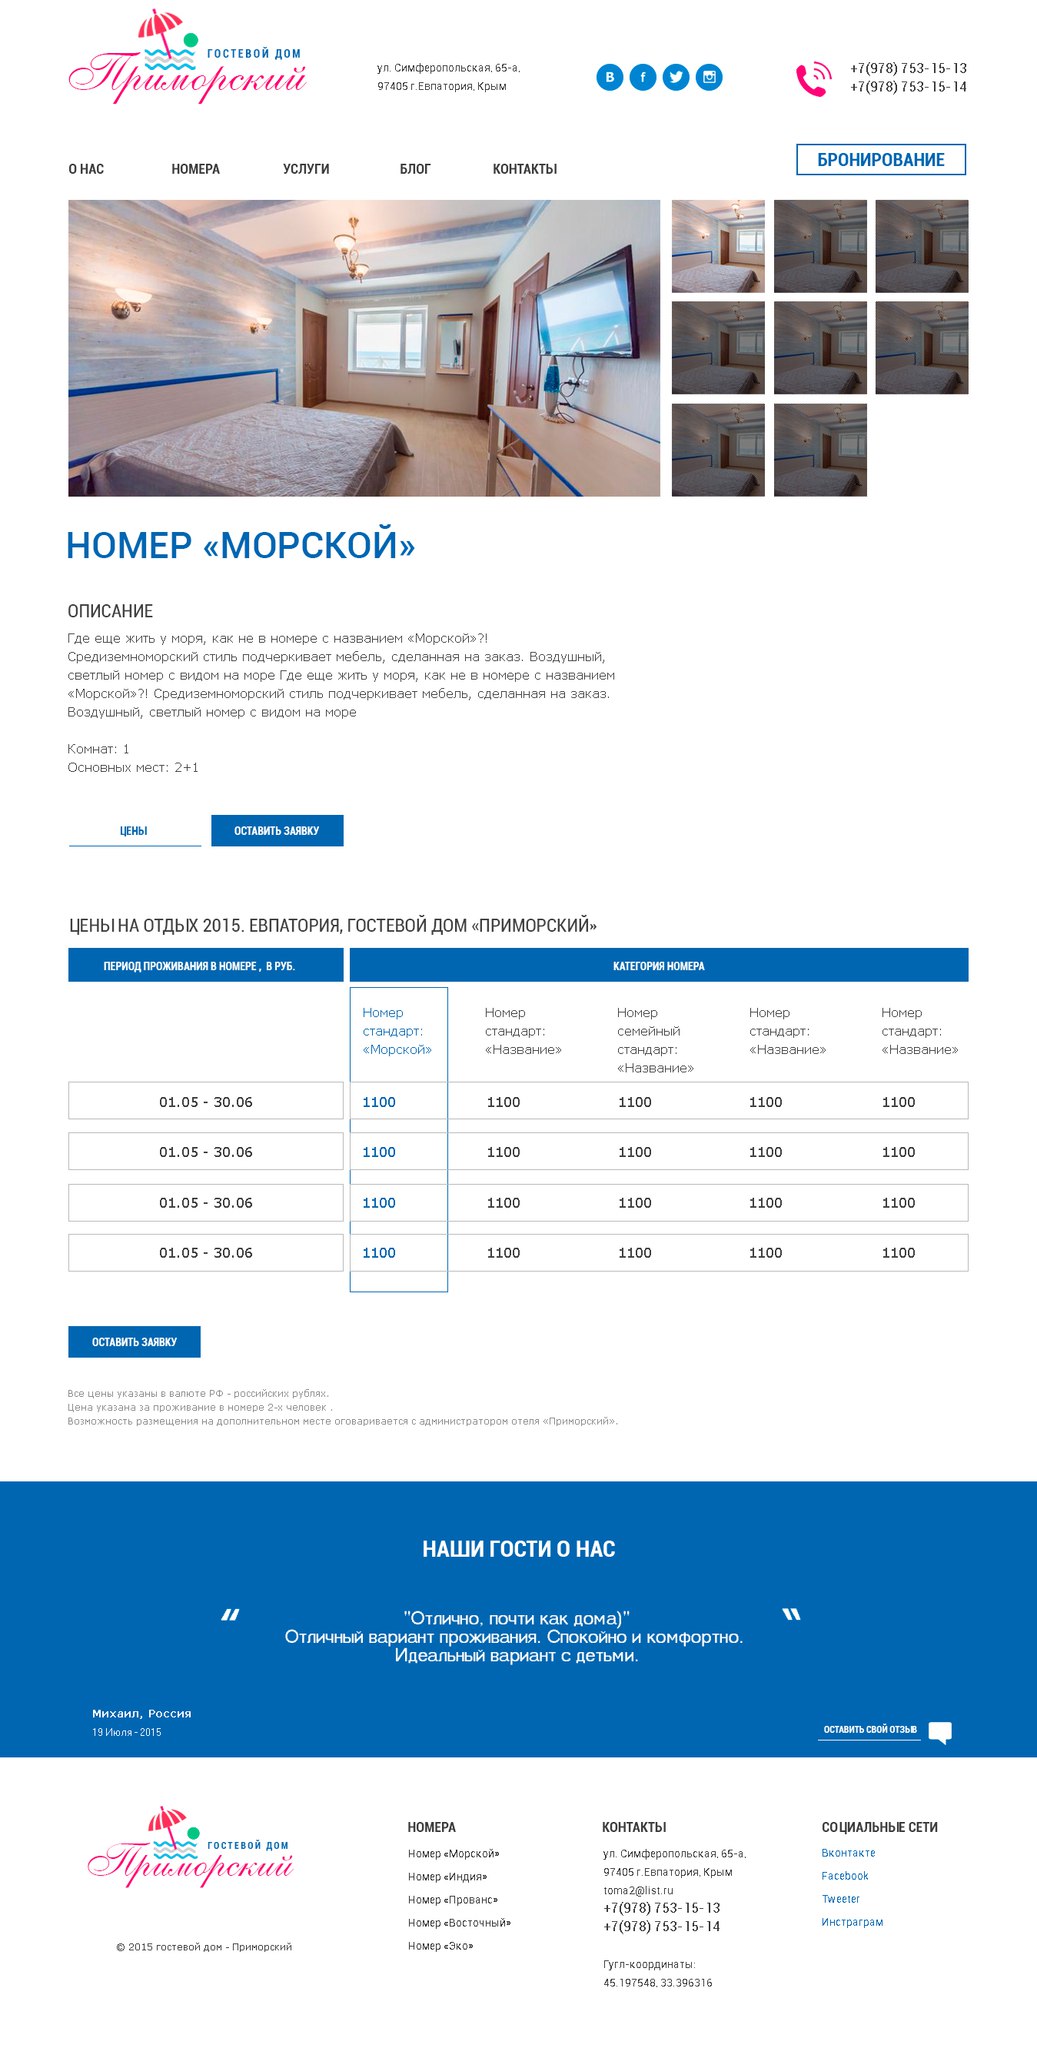 ГОСТЕВОЙ ДОМ
Приморский
ул. Симферопольская, 65-а,
97405 г.Евпатория, Крым
В f
+7(978) 753-15-13
+7(978) 753-15-14
О НАС НОМЕРА УСЛУГИ БЛОГ КОНТАКТЫ
БРОНИРОВАНИЕ
НОМЕР «МОРСКОЙ»
ОПИСАНИЕ
Где еще жить у моря, как не в номере с названием «Морской»?!
Средиземноморский стиль подчеркивает мебель, сделанная на заказ. Воздушный,
светлый номер с видом на море Где еще жить у моря, как не в номере с названием
«Морской»?! Средиземноморский стиль подчеркивает мебель, сделанная на заказ.
Воздушный, светлый номер с видом на море
Комнат: 1
Основных мест: 2+1
ЦЕНЫ
ОСТАВИТЬ ЗАЯВКУ
ЦЕНЫ НА ОТДЫХ 2015. ЕВПАТОРИЯ, ГОСТЕВОЙ ДОМ «ПРИМОРСКИЙ»
ПЕРИОД ПРОЖИВАНИЯ В НОМЕРЕ , В РУБ.
КАТЕГОРИЯ НОМЕРА
Номер
стандарт:
«Морской»
Номер
стандарт:
«Название»
Номер
семейный
стандарт:
«Название»
Номер
стандарт:
«Название»
Номер
стандарт:
«Название»
01.05 - 30.06 1100 1100 1100 1100 1100
01.05 - 30.06 1100 1100 1100 1100 1100
01.05 - 30.06 1100 1100 1100 1100 1100
01.05 - 30.06 1100 1100 1100 1100 1100
ОСТАВИТЬ ЗАЯВКУ
Все цены указаны в валюте РФ - российских рублях.
Цена указана за проживание в номере 2-х человек .
Возможность размещения на дополнительном месте оговаривается с администратором отеля «Приморский».
НАШИ ГОСТИ О НАС
"Отлично, почти как дома)"
Отличный вариант проживания. Спокойно и комфортно.
Идеальный вариант с детьми.
Михаил, Россия
19 Июля - 2015
ОСТАВИТЬ СВОЙ ОТЗЫВ
ГОСТЕВОЙ ДОМ
Приморский
© 2015 гостевой дом - Приморский
НОМЕРА
Номер «Морской»
Номер «Индия»
Номер «Прованс»
Номер «Восточный»
Номер «Эко»
КОНТАКТЫ
ул. Симферопольская, 65-а,
97405 г.Евпатория, Крым
toma2@list.ru
+7(978) 753-15-13
+7(978) 753-15-14
Гугл-координаты:
45.197548, 33.396316
СОЦИАЛЬНЫЕ СЕТИ
Вконтакте
Facebook
Tweeter
Инстраграм